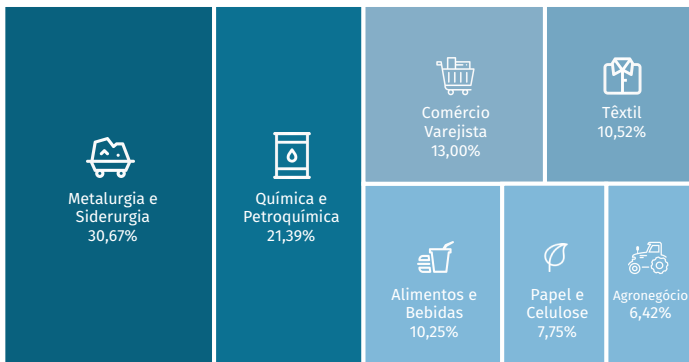 Metalurgia e
Siderurgia
30,67%
Química e
Petroquímica
21,39%
Comércio
Varejista
13,00%
Têxtil
10,52%
Alimentos e
Bebidas
10,25%
Papel e
Celulose
7,75%
Agronegócio
6,42%